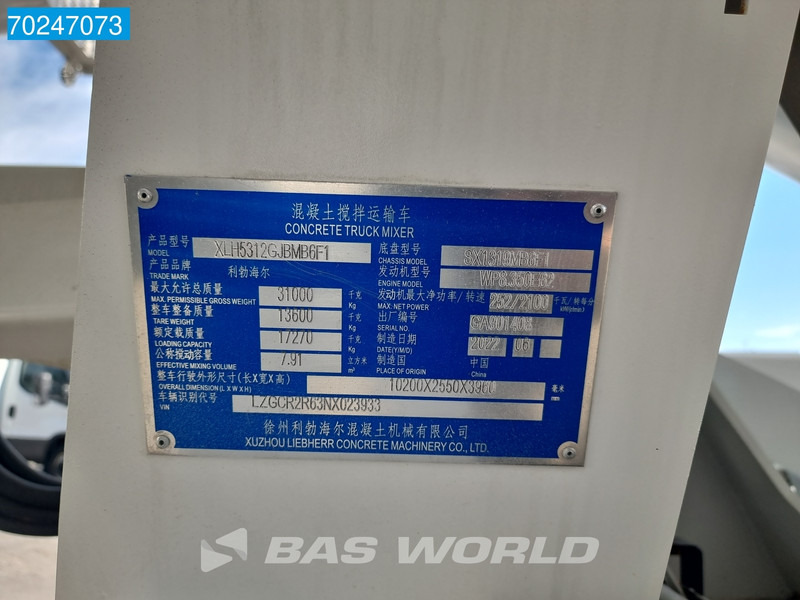 70247073
混凝土搅拌运输车
CONCRETE TRUCK MIXER
产品型号
MODEL
XLH5312GJBMB6F1
产品品牌
TRADE MARK
利勃海尔
最大允许总质量
MAX. PERMISSIBLE GROSS WEIGHT
31000
千克
Kg
整车整备质量
TARE WEIGHT
13600
千克
Kg
额定载质量
LOADING CAPACITY
17270
千克
Kg
公称搅动容量
EFFECTIVE MIXING VOLUME
7.91
立方米
m³
底盘型号
CHASSIS MODEL
发动机型号
ENGINE MODEL
发动机最大净功率/转速
MAX. NET POWER
252/2100
千瓦/转每分
kW/r/min
出厂编号
SERIAL NO.
制造日期
DATE(Y/M/D)
2022 06
制造国
PLACE OF ORIGIN
中国
China
整车行驶外形尺寸(长X宽X高)
OVERALL DIMENSION (L X W X H)
10200X2550X3960
毫米
mm
车辆识别代号
VIN
LZGCR2R63NX023933
徐州利勃海尔混凝土机械有限公司
XUZHOU LIEBHERR CONCRETE MACHINERY CO., LTD.
BAS WORLD